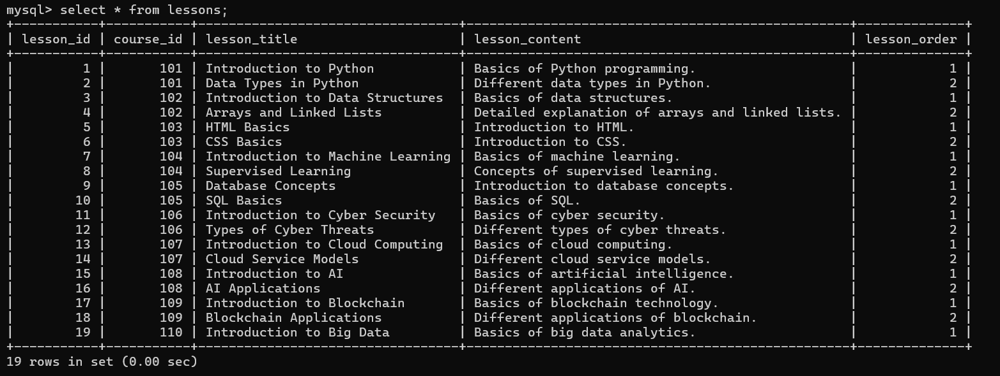 mysql> select * from lessons;
+-----------+-----------+----------------------------------+--------------------------------------------------+--------------+
| lesson_id | course_id | lesson_title                     | lesson_content                                   | lesson_order |
+-----------+-----------+----------------------------------+--------------------------------------------------+--------------+
|         1 |       101 | Introduction to Python           | Basics of Python programming.                    |            1 |
|         2 |       101 | Data Types in Python             | Different data types in Python.                  |            2 |
|         3 |       102 | Introduction to Data Structures  | Basics of data structures.                       |            1 |
|         4 |       102 | Arrays and Linked Lists          | Detailed explanation of arrays and linked lists. |            2 |
|         5 |       103 | HTML Basics                      | Introduction to HTML.                            |            1 |
|         6 |       103 | CSS Basics                       | Introduction to CSS.                             |            2 |
|         7 |       104 | Introduction to Machine Learning | Basics of machine learning.                      |            1 |
|         8 |       104 | Supervised Learning              | Concepts of supervised learning.                 |            2 |
|         9 |       105 | Database Concepts                | Introduction to database concepts.               |            1 |
|        10 |       105 | SQL Basics                       | Basics of SQL.                                   |            2 |
|        11 |       106 | Introduction to Cyber Security   | Basics of cyber security.                        |            1 |
|        12 |       106 | Types of Cyber Threats           | Different types of cyber threats.                |            2 |
|        13 |       107 | Introduction to Cloud Computing  | Basics of cloud computing.                       |            1 |
|        14 |       107 | Cloud Service Models             | Different cloud service models.                  |            2 |
|        15 |       108 | Introduction to AI               | Basics of artificial intelligence.               |            1 |
|        16 |       108 | AI Applications                  | Different applications of AI.                    |            2 |
|        17 |       109 | Introduction to Blockchain       | Basics of blockchain technology.                 |            1 |
|        18 |       109 | Blockchain Applications          | Different applications of blockchain.            |            2 |
|        19 |       110 | Introduction to Big Data         | Basics of big data analytics.                    |            1 |
+-----------+-----------+----------------------------------+--------------------------------------------------+--------------+
19 rows in set (0.00 sec)